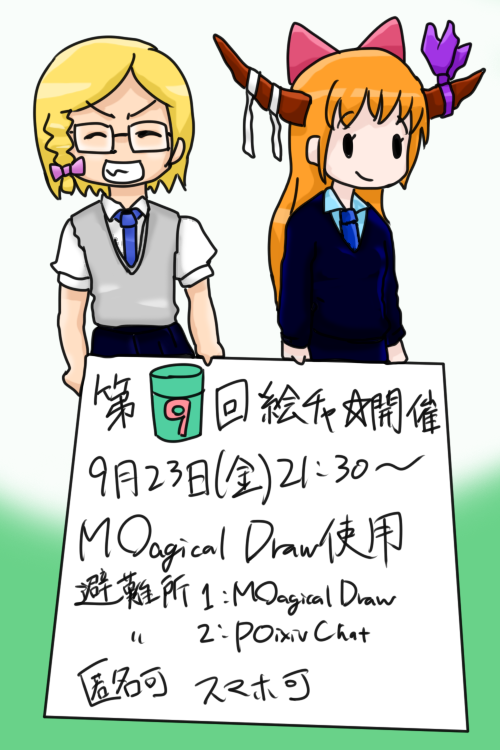 第9回絵チャ☆開催
9月23日(金)21:30～
MOagical Draw使用
避難所1:MOagical Draw
〃 2:pOixiv Chat
匿名可 スマホ可